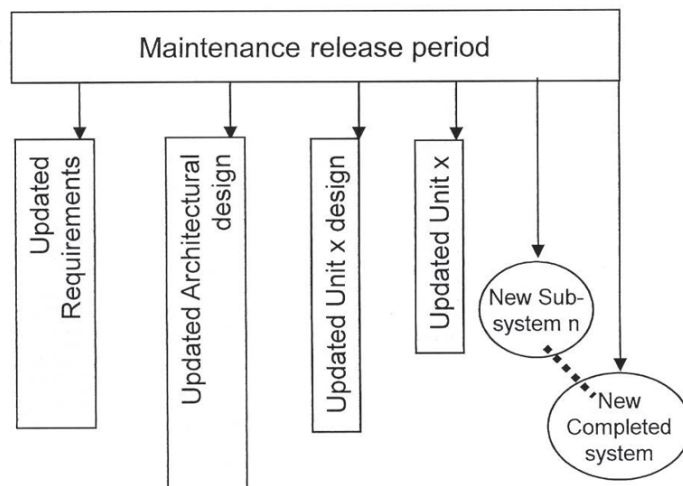 Maintenance release period
Updated
Requirements
Updated Architectural
design
Updated Unit x design
Updated Unit x
New Sub-
system n
New
Completed
system